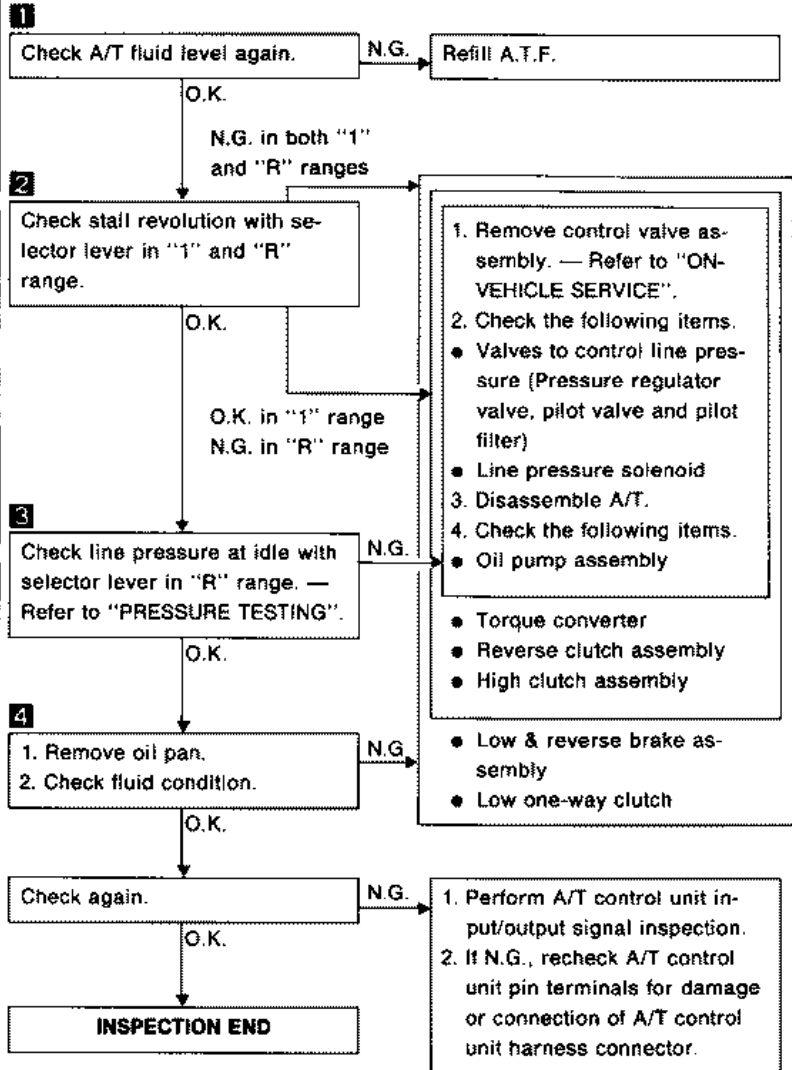 1
Check A/T fluid level again.
N.G.
Refill A.T.F.
O.K.
N.G. in both "1"
and "R" ranges
2
Check stall revolution with se-
lector lever in "1" and "R"
range.
O.K.
O.K. in "1" range
N.G. in "R" range
1. Remove control valve as-
sembly. — Refer to "ON-
VEHICLE SERVICE".
2. Check the following items.
● Valves to control line pres-
sure (Pressure regulator
valve, pilot valve and pilot
filter)
● Line pressure solenoid
3. Disassemble A/T.
4. Check the following items.
● Oil pump assembly
● Torque converter
● Reverse clutch assembly
● High clutch assembly
● Low & reverse brake as-
sembly
● Low one-way clutch
3
Check line pressure at idle with
selector lever in "R" range. —
Refer to "PRESSURE TESTING".
N.G.
O.K.
4
1. Remove oil pan.
2. Check fluid condition.
N.G.
O.K.
Check again.
N.G.
1. Perform A/T control unit in-
put/output signal inspection.
2. If N.G., recheck A/T control
unit pin terminals for damage
or connection of A/T control
unit harness connector.
O.K.
INSPECTION END